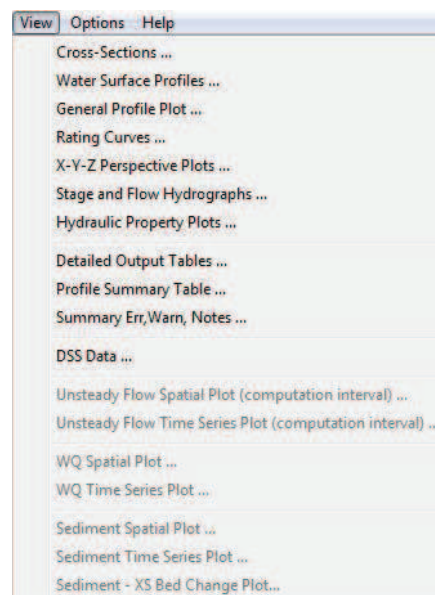 View Options Help
Cross-Sections ...
Water Surface Profiles ...
General Profile Plot ...
Rating Curves ...
X-Y-Z Perspective Plots ...
Stage and Flow Hydrographs ...
Hydraulic Property Plots ...
Detailed Output Tables ...
Profile Summary Table ...
Summary Err,Warn, Notes ...
DSS Data ...
Unsteady Flow Spatial Plot (computation interval) ...
Unsteady Flow Time Series Plot (computation interval) ..
WQ Spatial Plot ...
WQ Time Series Plot ...
Sediment Spatial Plot ...
Sediment Time Series Plot ...
Sediment - XS Bed Change Plot...